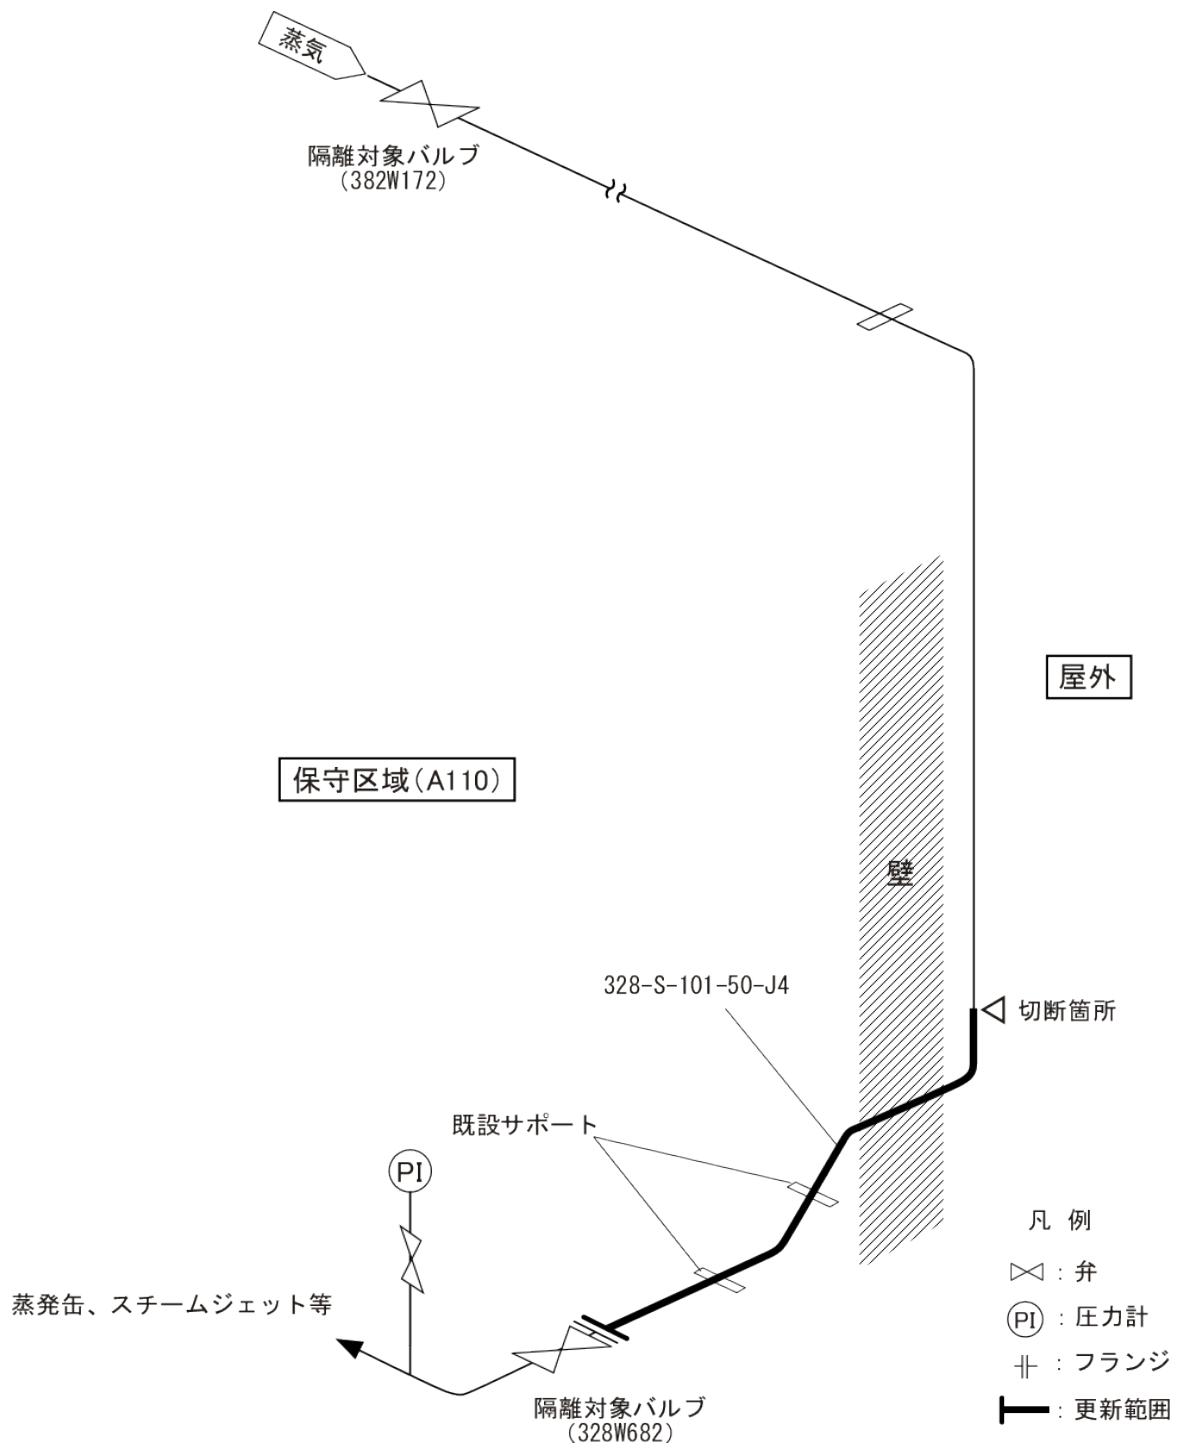 蒸気
隔離対象バルブ
(382W172)
屋外
保守区域(A110)
壁
328-S-101-50-J4
切断箇所
既設サポート
PI
蒸発缶、スチームジェット等
隔離対象バルブ
(328W682)
凡 例
：弁
PI ：圧力計
：フランジ
：更新範囲